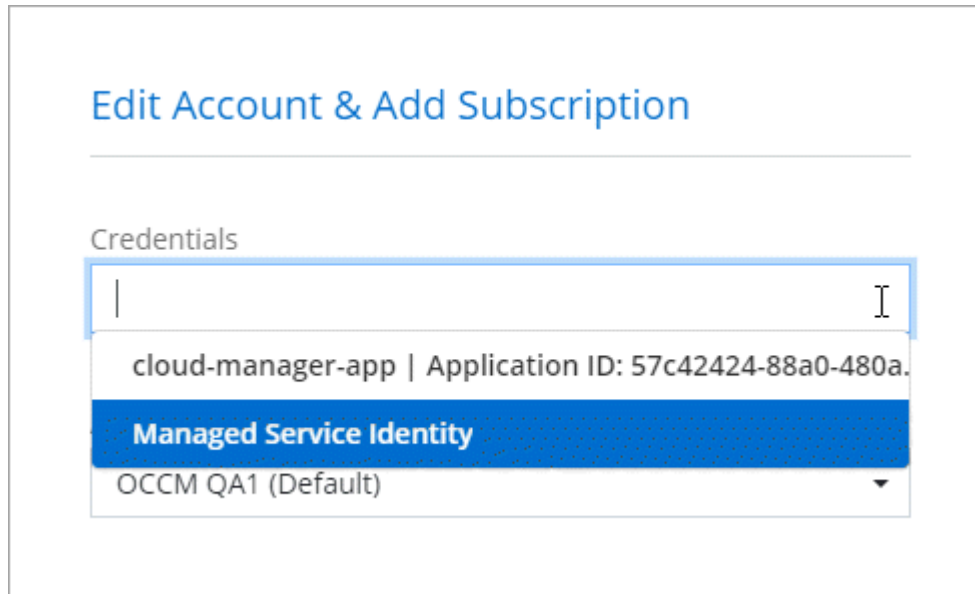 Edit Account & Add Subscription
Credentials
cloud-manager-app | Application ID: 57c42424-88a0-480a.
Managed Service Identity
OCCM QA1 (Default)